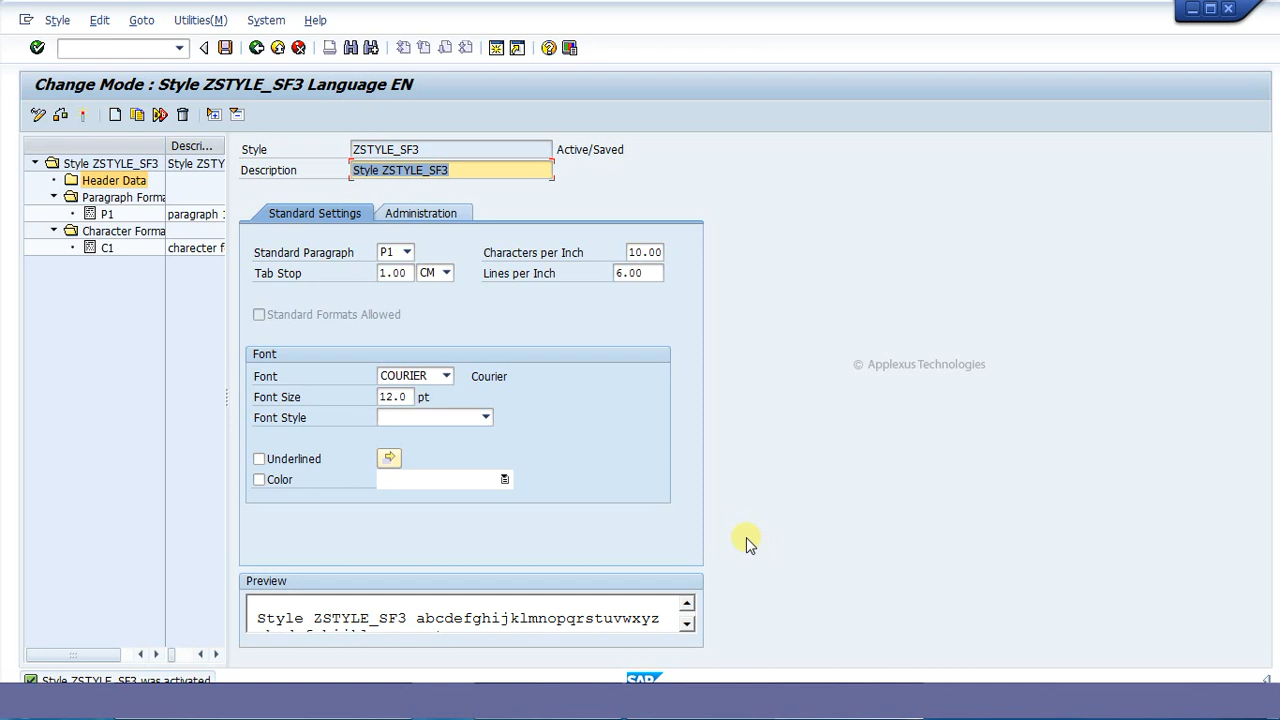 Style Edit Goto Utilities(M) System Help
Change Mode : Style ZSTYLE_SF3 Language EN
Descri...
Style ZSTYLE_SF3 Style ZSTY
Header Data
Paragraph Forma
P1 paragraph
Character Forma
C1 charecter f
Style ZSTYLE_SF3 Active/Saved
Description Style ZSTYLE_SF3
Standard Settings Administration
Standard Paragraph P1 Characters per Inch 10.00
Tab Stop 1.00 CM Lines per Inch 6.00
Standard Formats Allowed
Font
Font COURIER Courier
Font Size 12.0 pt
Font Style
Underlined
Color
Preview
Style ZSTYLE_SF3 abcdefghijklmnopqrstuvwxyz
© Applexus Technologies
Style ZSTYLE_SF3 was activated
SAP